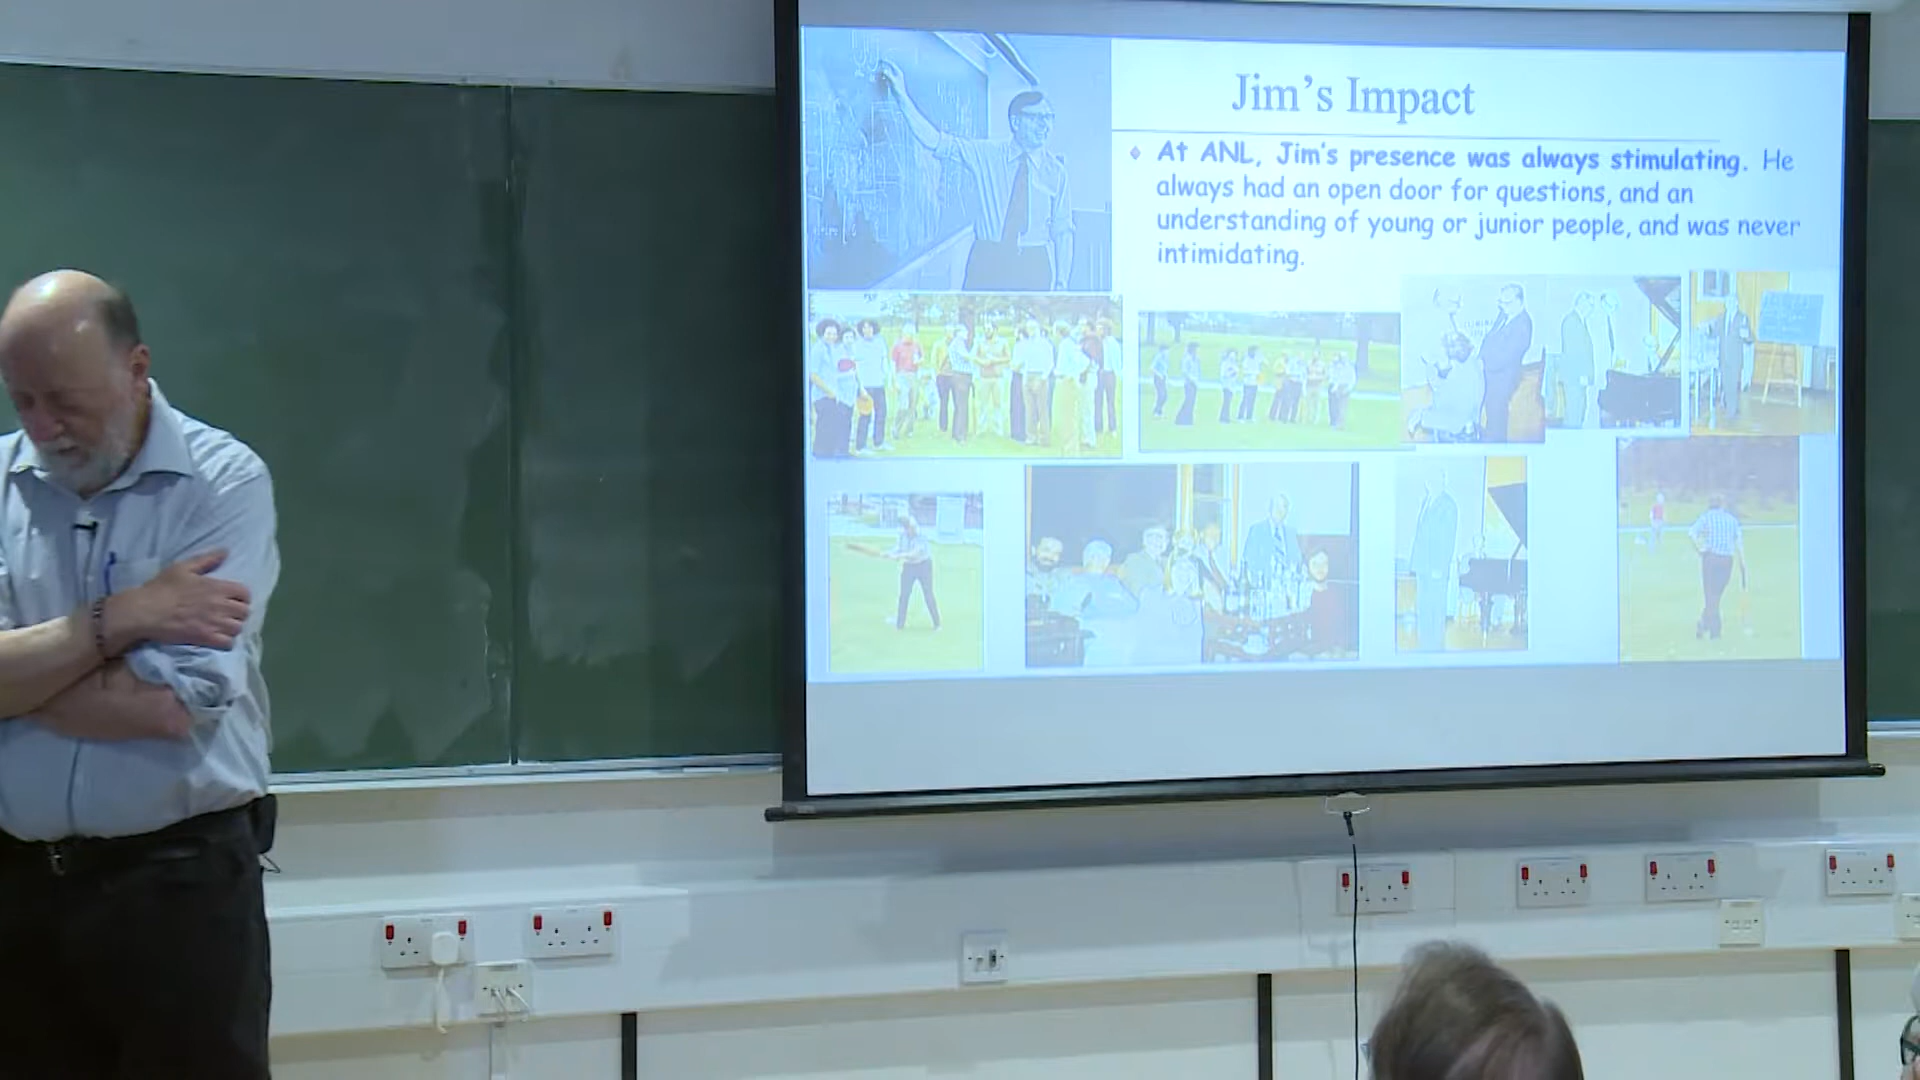 Jim's Impact
At ANL, Jim's presence was always stimulating. He
always had an open door for questions, and an
understanding of young or junior people, and was never
intimidating.